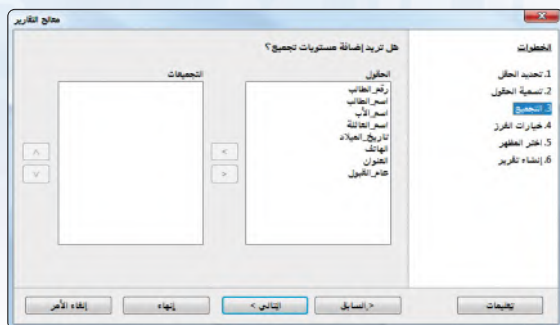 معالج التقارير
الخطوات
1. تحديد الحقل
2. تسمية الحقول
3. التجميع
4. خيارات الفرز
5. اختر المظهر
6. إنشاء تقرير
هل تريد إضافة مستويات تجميع؟
الحقول
رقم_الطالب
اسم_الطالب
اسم_الأب
اسم_العائلة
تاريخ_الميلاد
الهاتف
العنوان
عام_القبول
التجميعات
تعليمات
< السابق
التالي >
إنهاء
إلغاء الأمر